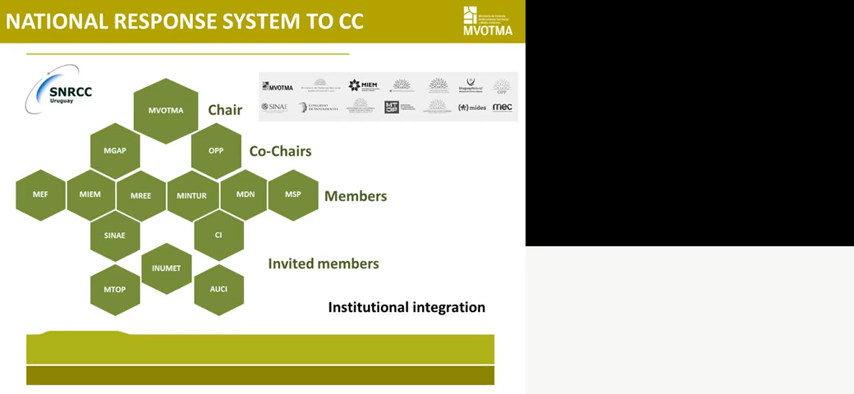 NATIONAL RESPONSE SYSTEM TO CC
MVOTMA
SNRCC
Uruguay
MVOTMA
MIEM
SINAE
MTOP
mides
mec
MVOTMA
Chair
MGAP
OPP
Co-Chairs
MEF
MIEM
MREE
MINTUR
MDN
MSP
Members
SINAE
CI
INUMET
Invited members
MTOP
AUCI
Institutional integration